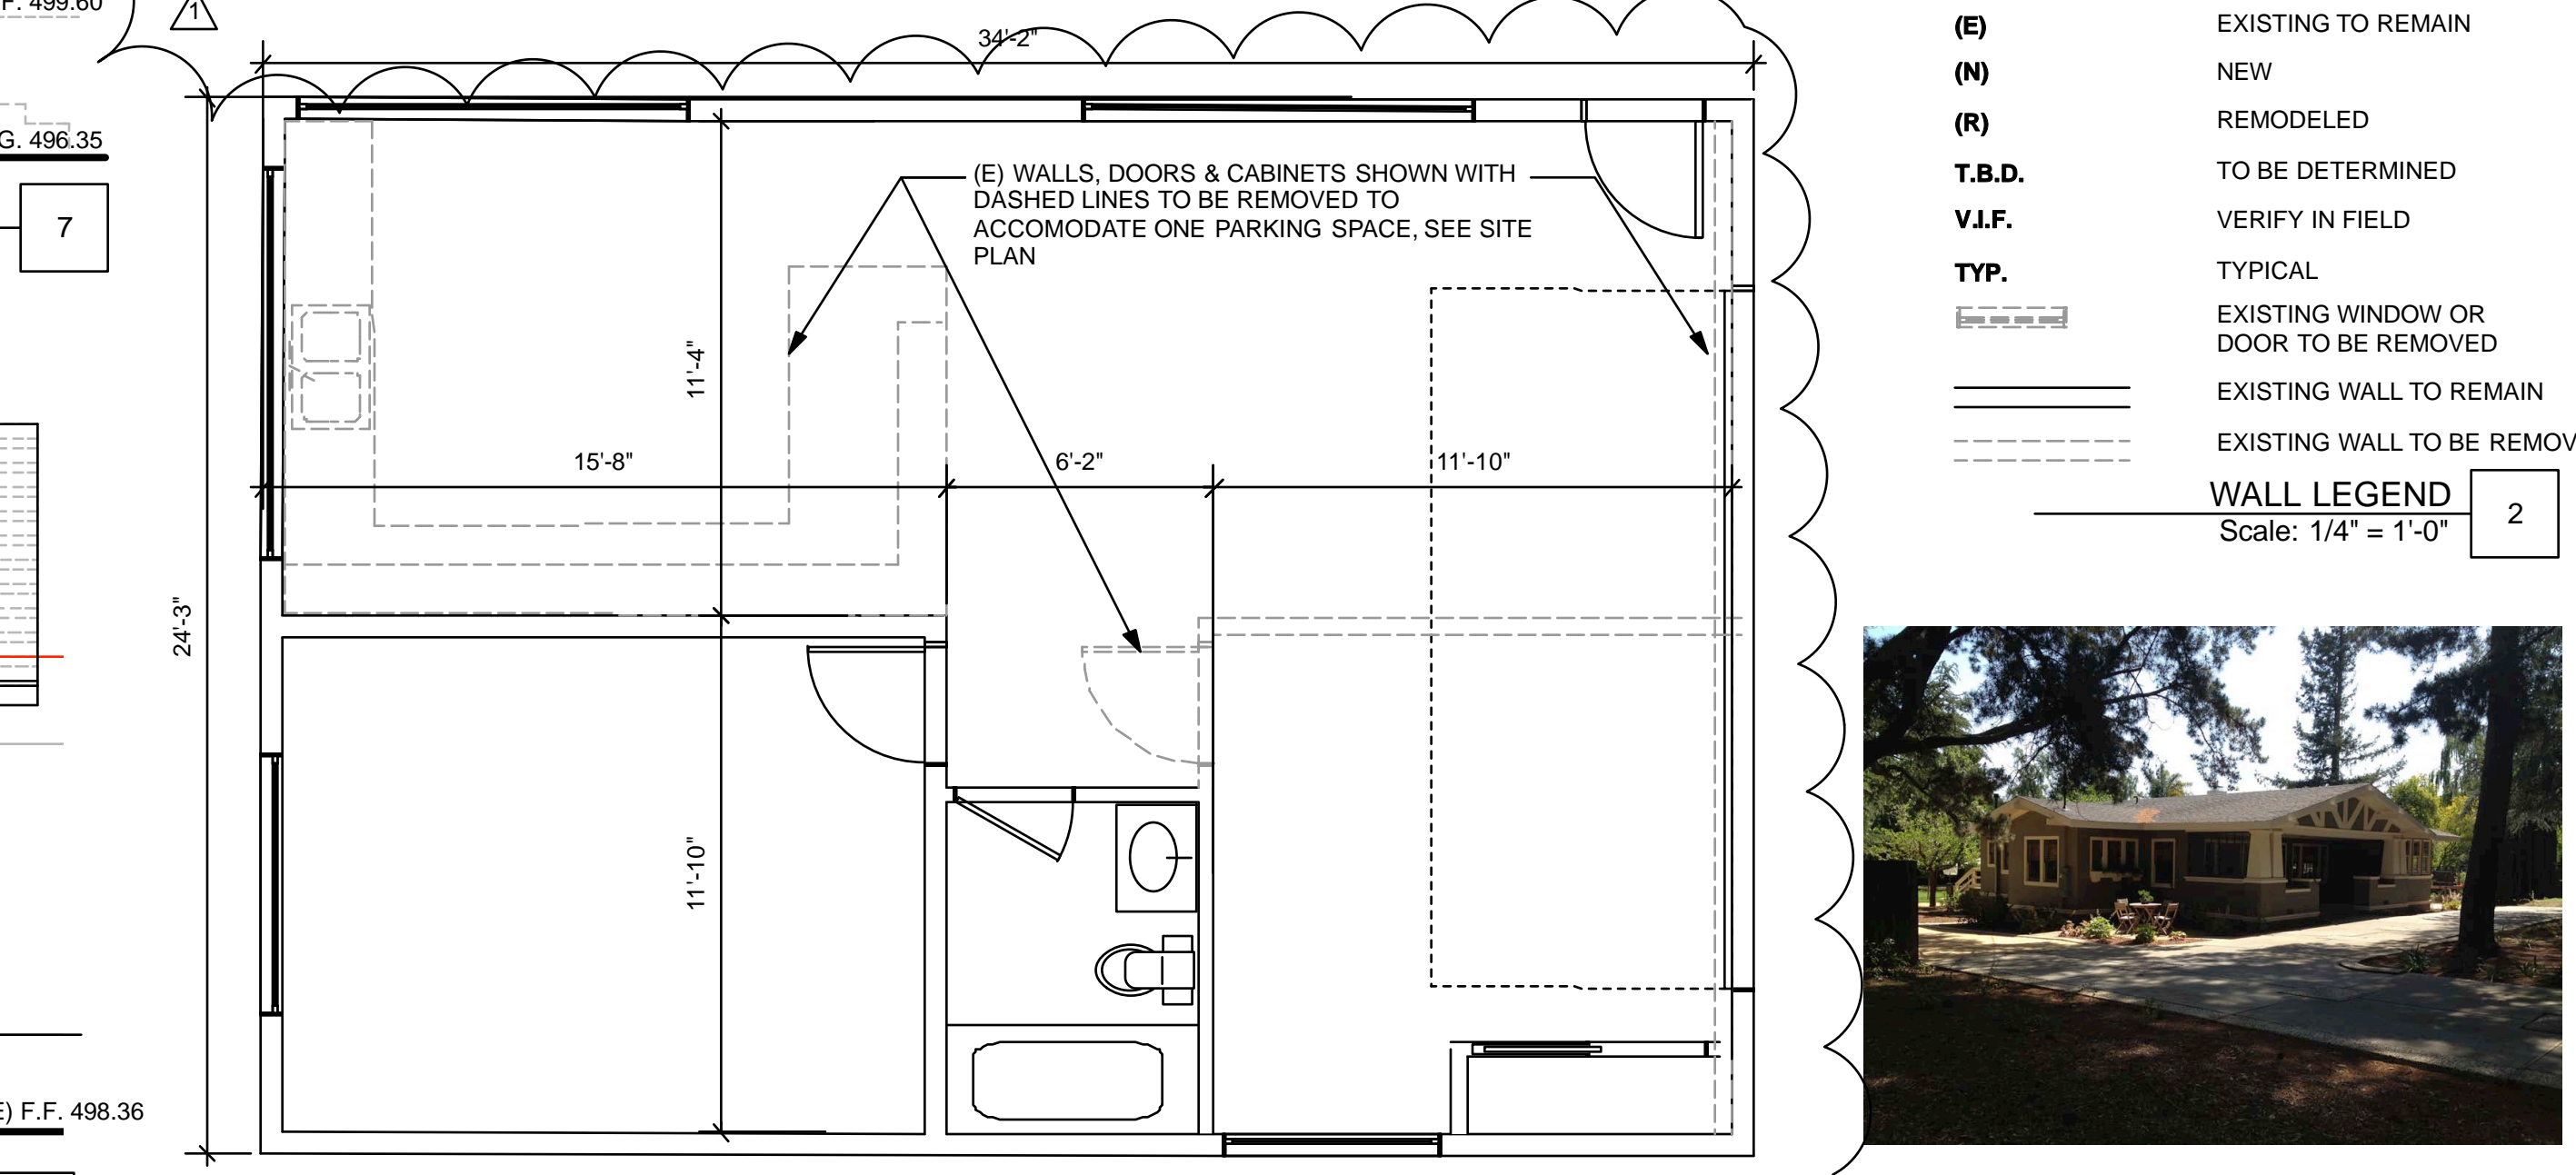 F. 499.60
1
34'-2"
G. 496.35
7
(E) WALLS, DOORS & CABINETS SHOWN WITH
DASHED LINES TO BE REMOVED TO
ACCOMODATE ONE PARKING SPACE, SEE SITE
PLAN
11'-4"
15'-8"
6'-2"
11'-10"
24'-3"
11'-10"
E) F.F. 498.36
(E) EXISTING TO REMAIN
(N) NEW
(R) REMODELED
T.B.D. TO BE DETERMINED
V.I.F. VERIFY IN FIELD
TYP. TYPICAL
EXISTING WINDOW OR
DOOR TO BE REMOVED
EXISTING WALL TO REMAIN
EXISTING WALL TO BE REMOV
WALL LEGEND
2
Scale: 1/4" = 1'-0"